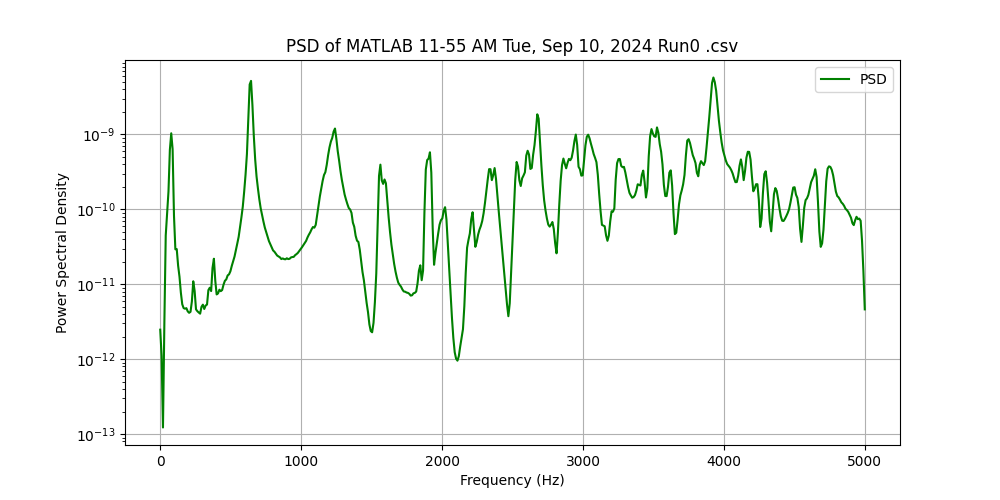 PSD of MATLAB 11-55 AM Tue, Sep 10, 2024 Run0 .csv
PSD
Power Spectral Density
10⁻⁹
10⁻¹⁰
10⁻¹¹
10⁻¹²
10⁻¹³
0 1000 2000 3000 4000 5000
Frequency (Hz)